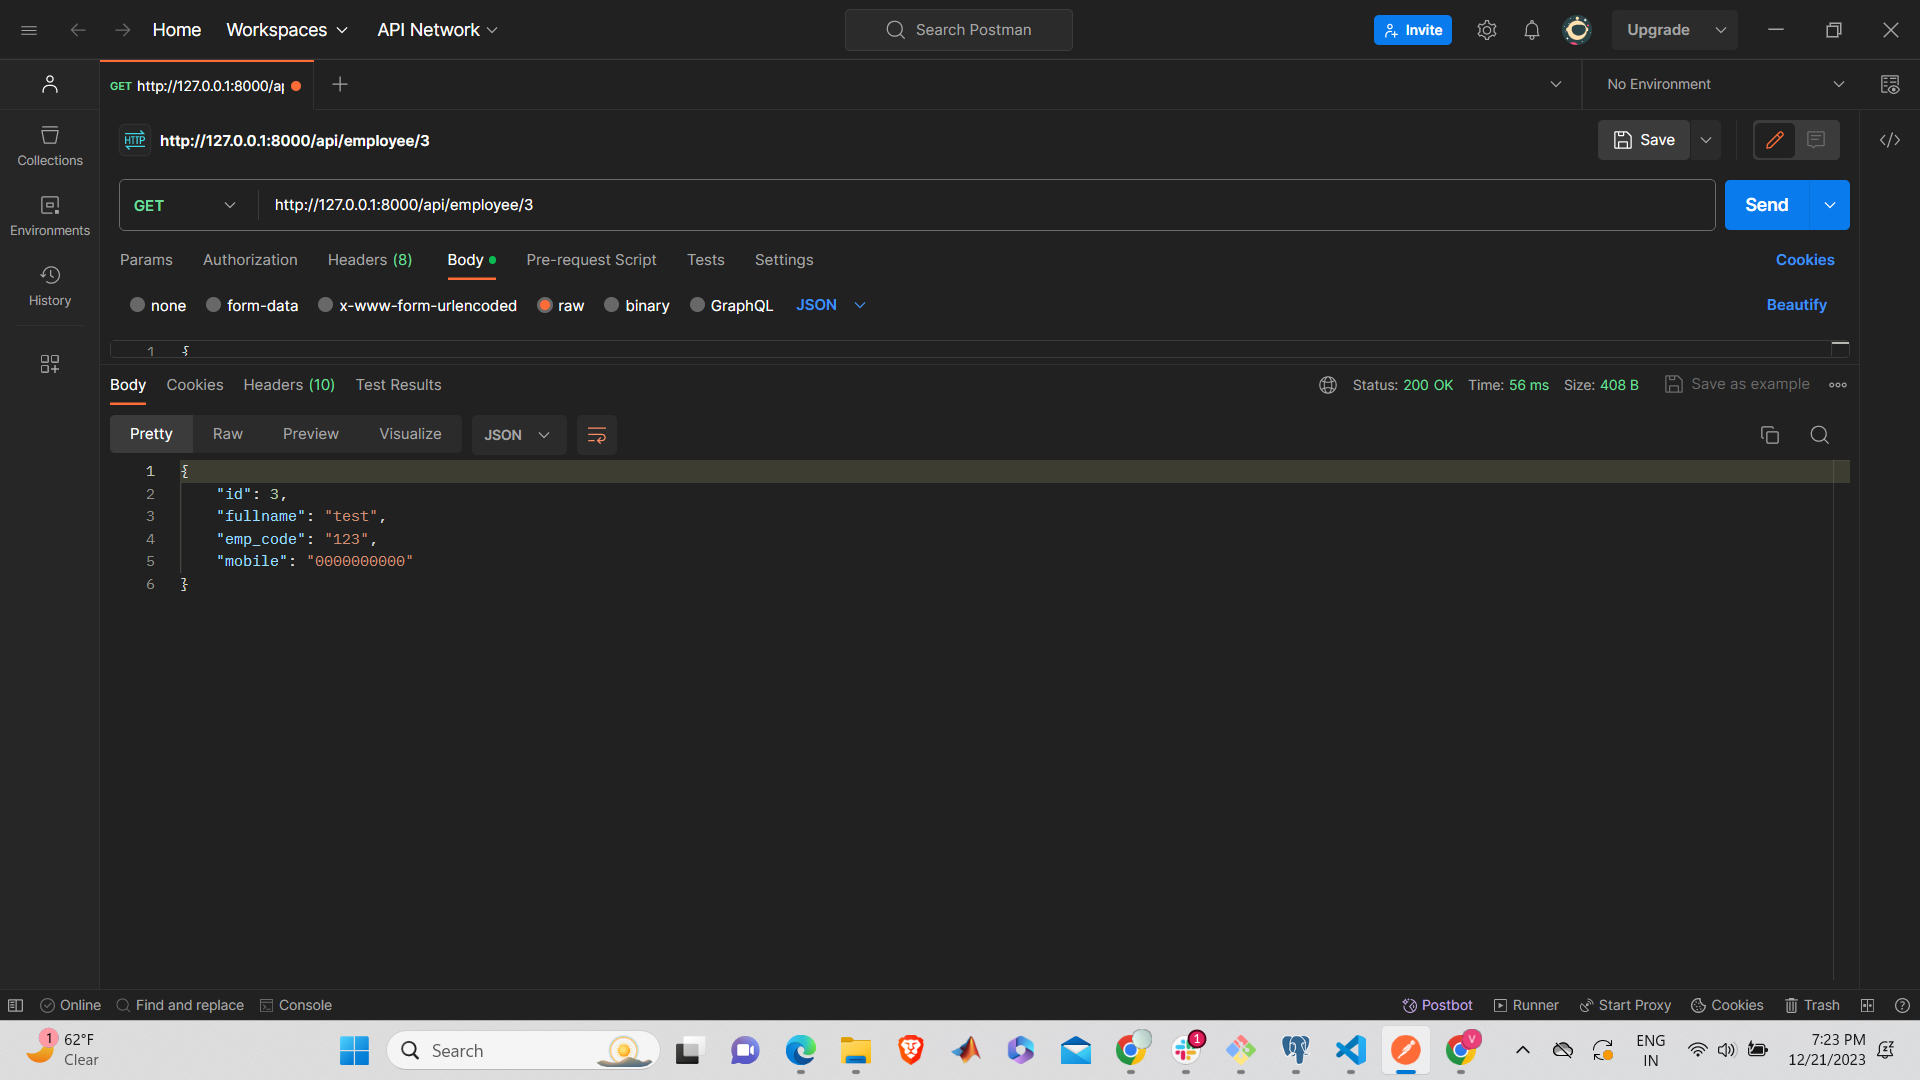 Home Workspaces API Network Search Postman Invite Upgrade
GET http://127.0.0.1:8000/a No Environment
HTTP http://127.0.0.1:8000/api/employee/3 Save
GET http://127.0.0.1:8000/api/employee/3 Send
Collections
Environments
History
Params Authorization Headers (8) Body Pre-request Script Tests Settings Cookies
none form-data x-www-form-urlencoded raw binary GraphQL JSON Beautify
1 {
Body Cookies Headers (10) Test Results Status: 200 OK Time: 56 ms Size: 408 B Save as example
Pretty Raw Preview Visualize JSON
1 {
2 "id": 3,
3 "fullname": "test",
4 "emp_code": "123",
5 "mobile": "0000000000"
6 }
Online Find and replace Console Postbot Runner Start Proxy Cookies Trash
1 62°F
Clear
Search
1
V
ENG
IN
7:23 PM
12/21/2023